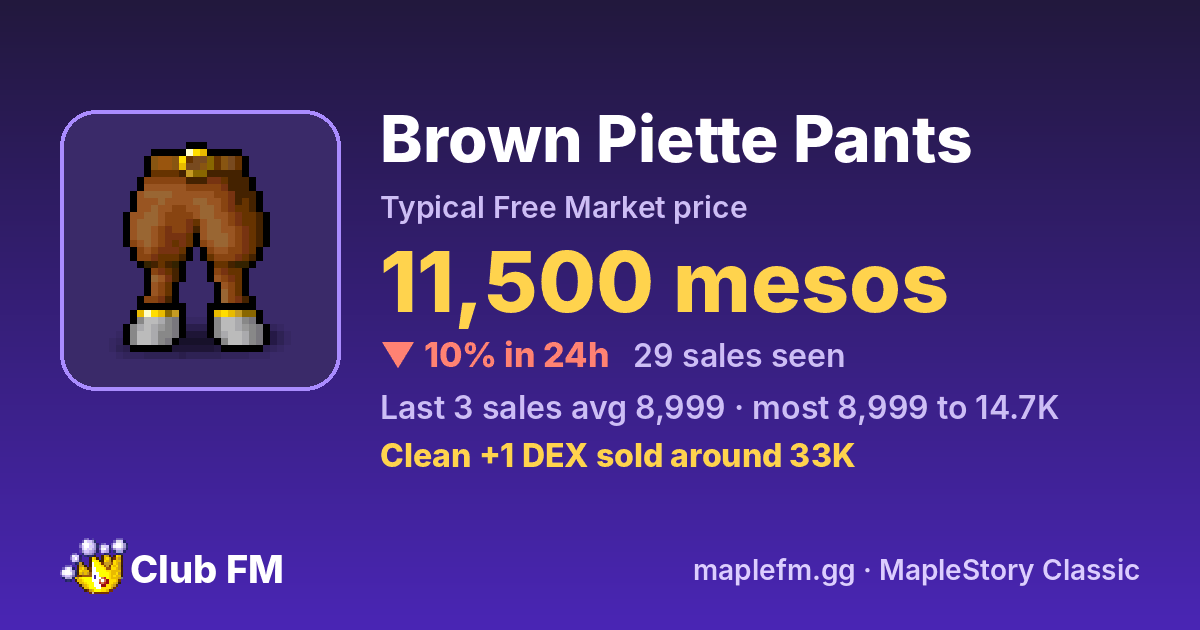 Brown Piette Pants
Typical Free Market price
11,500 mesos
▼ 10% in 24h 29 sales seen
Last 3 sales avg 8,999 · most 8,999 to 14.7K
Clean +1 DEX sold around 33K
Club FM
maplefm.gg · MapleStory Classic